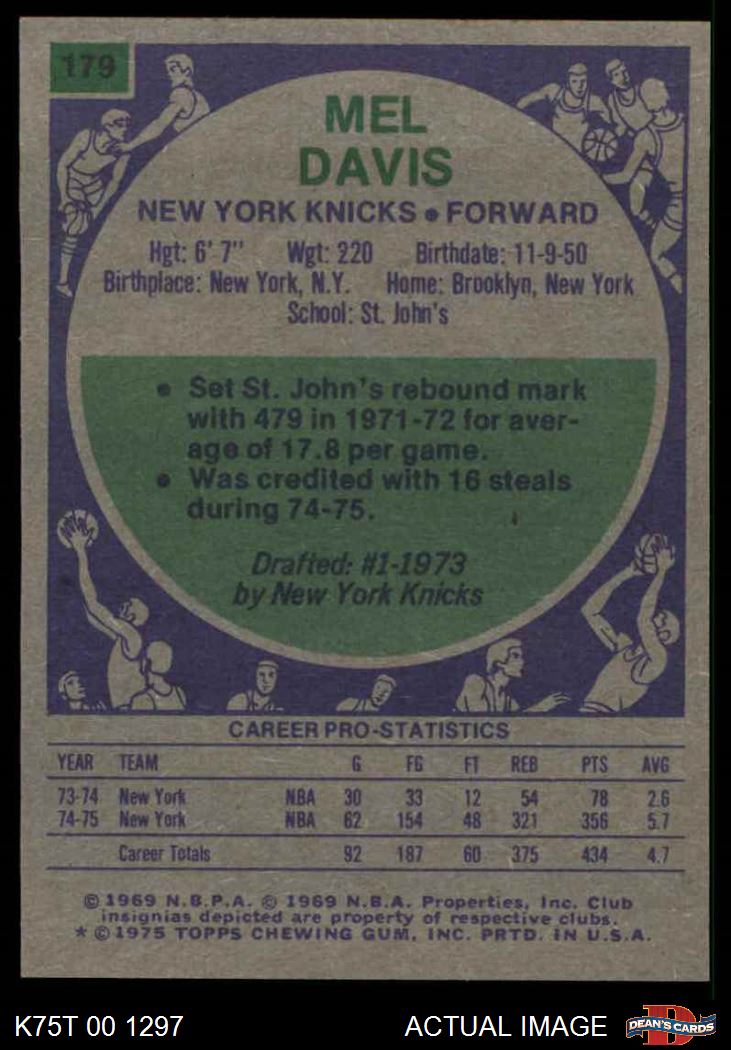 179
MEL
DAVIS
NEW YORK KNICKS • FORWARD
Hgt: 6' 7" Wgt: 220 Birthdate: 11-9-50
Birthplace: New York, N.Y. Home: Brooklyn, New York
School: St. John's
• Set St. John's rebound mark
with 479 in 1971-72 for aver-
age of 17.8 per game.
• Was credited with 16 steals
during 74-75.
Drafted: #1-1973
by New York Knicks
CAREER PRO-STATISTICS
YEAR TEAM G FG FT REB PTS AVG
73-74 New York NBA 30 33 12 54 78 2.6
74-75 New York NBA 62 154 48 321 356 5.7
Career Totals 92 187 60 375 434 4.7
© 1969 N.B.P.A. © 1969 N.B.A. Properties, Inc. Club
insignias depicted are property of respective clubs.
* © 1975 TOPPS CHEWING GUM, INC. PRTD. IN U.S.A.
K75T 00 1297 ACTUAL IMAGE D DEAN'S CARDS